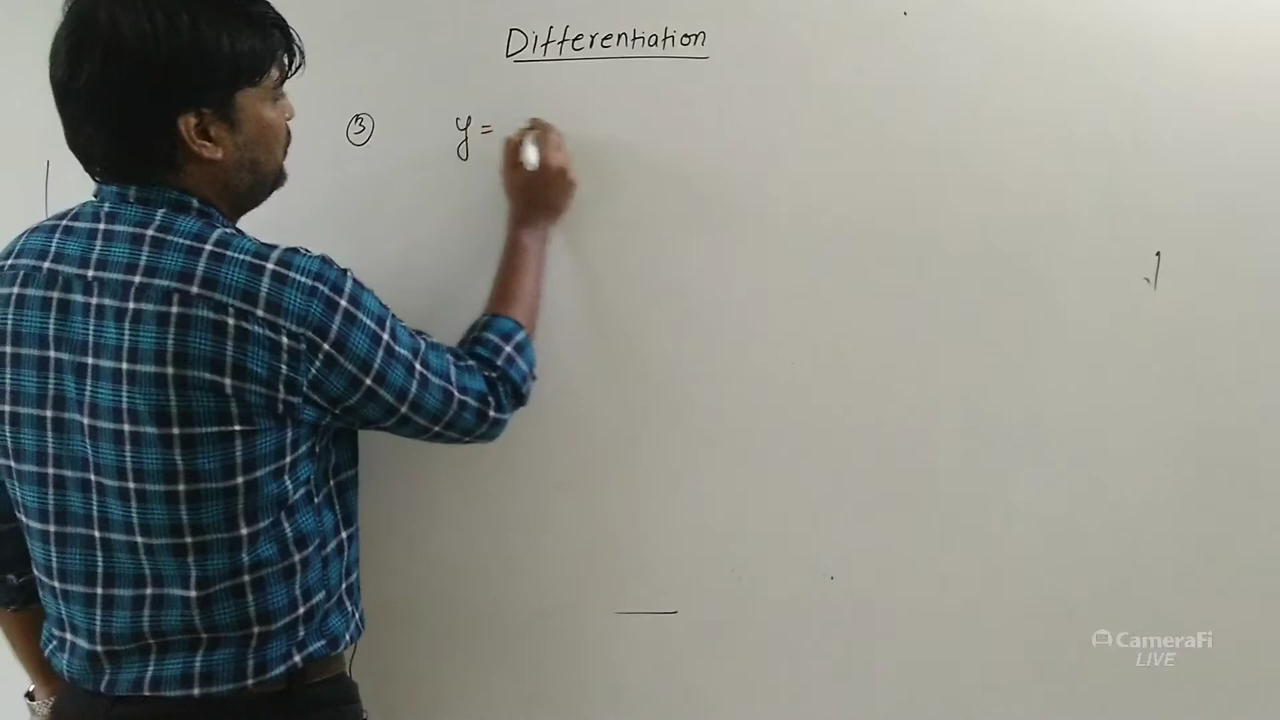 Differentiation
③ y =
CameraFi
LIVE